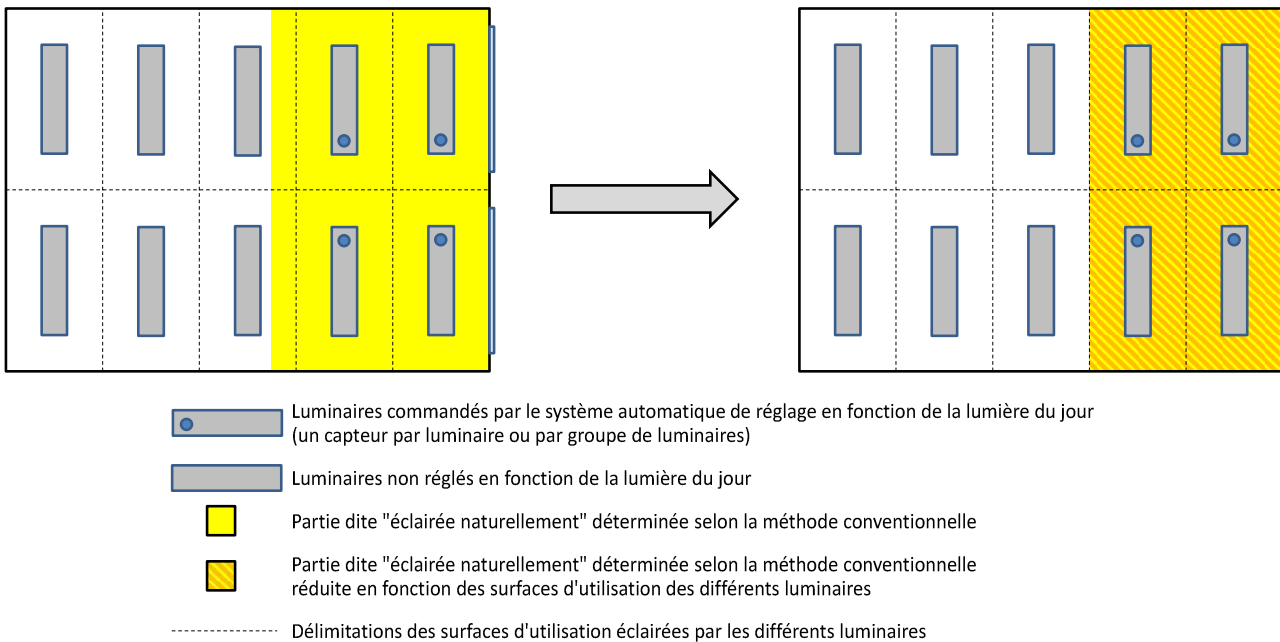 Luminaires commandés par le système automatique de réglage en fonction de la lumière du jour
(un capteur par luminaire ou par groupe de luminaires)
Luminaires non réglés en fonction de la lumière du jour
Partie dite "éclairée naturellement" déterminée selon la méthode conventionnelle
Partie dite "éclairée naturellement" déterminée selon la méthode conventionnelle
réduite en fonction des surfaces d'utilisation des différents luminaires
Délimitations des surfaces d'utilisation éclairées par les différents luminaires